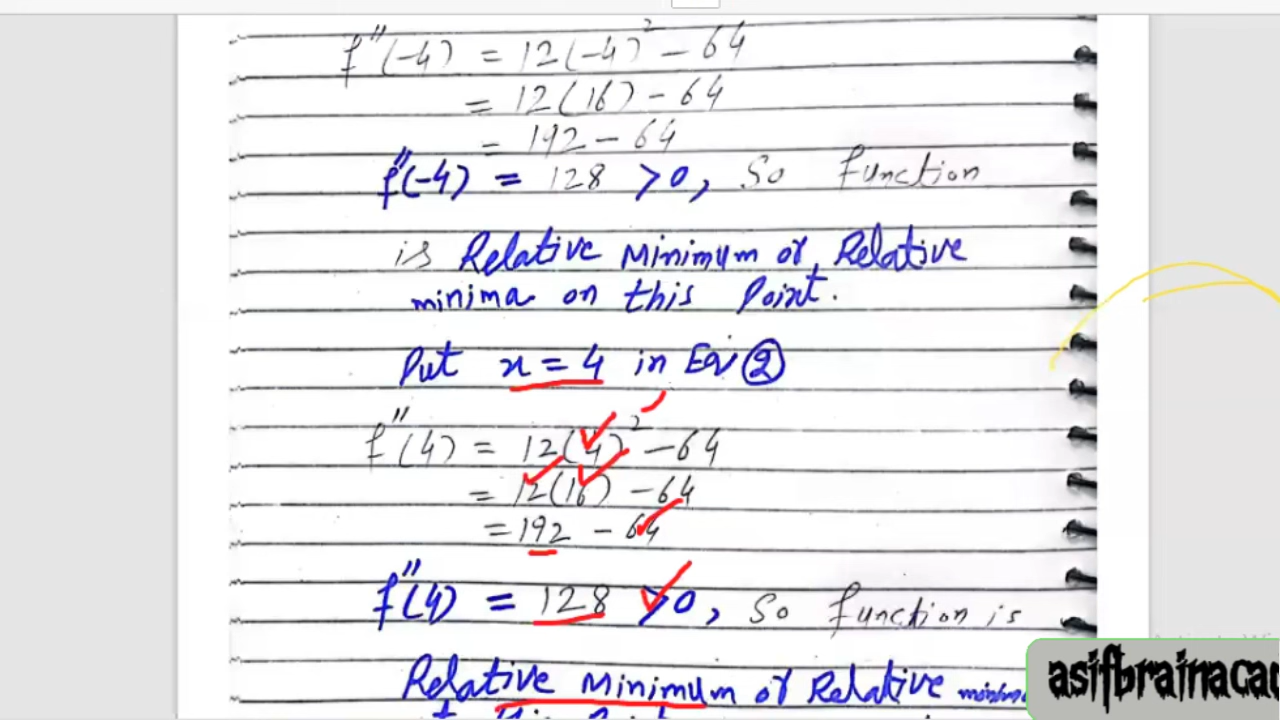 f''(-4) = 12(-4)² - 64
= 12(16) - 64
= 192 - 64
f''(-4) = 128 >0, So function
is Relative Minimum or Relative
minima on this Point.
Put x = 4 in Eq ②
f''(4) = 12(4)² - 64
= 12(16) - 64
= 192 - 64
f''(4) = 128 >0, So function is
Relative Minimum or Relative minima
asifbrainacad